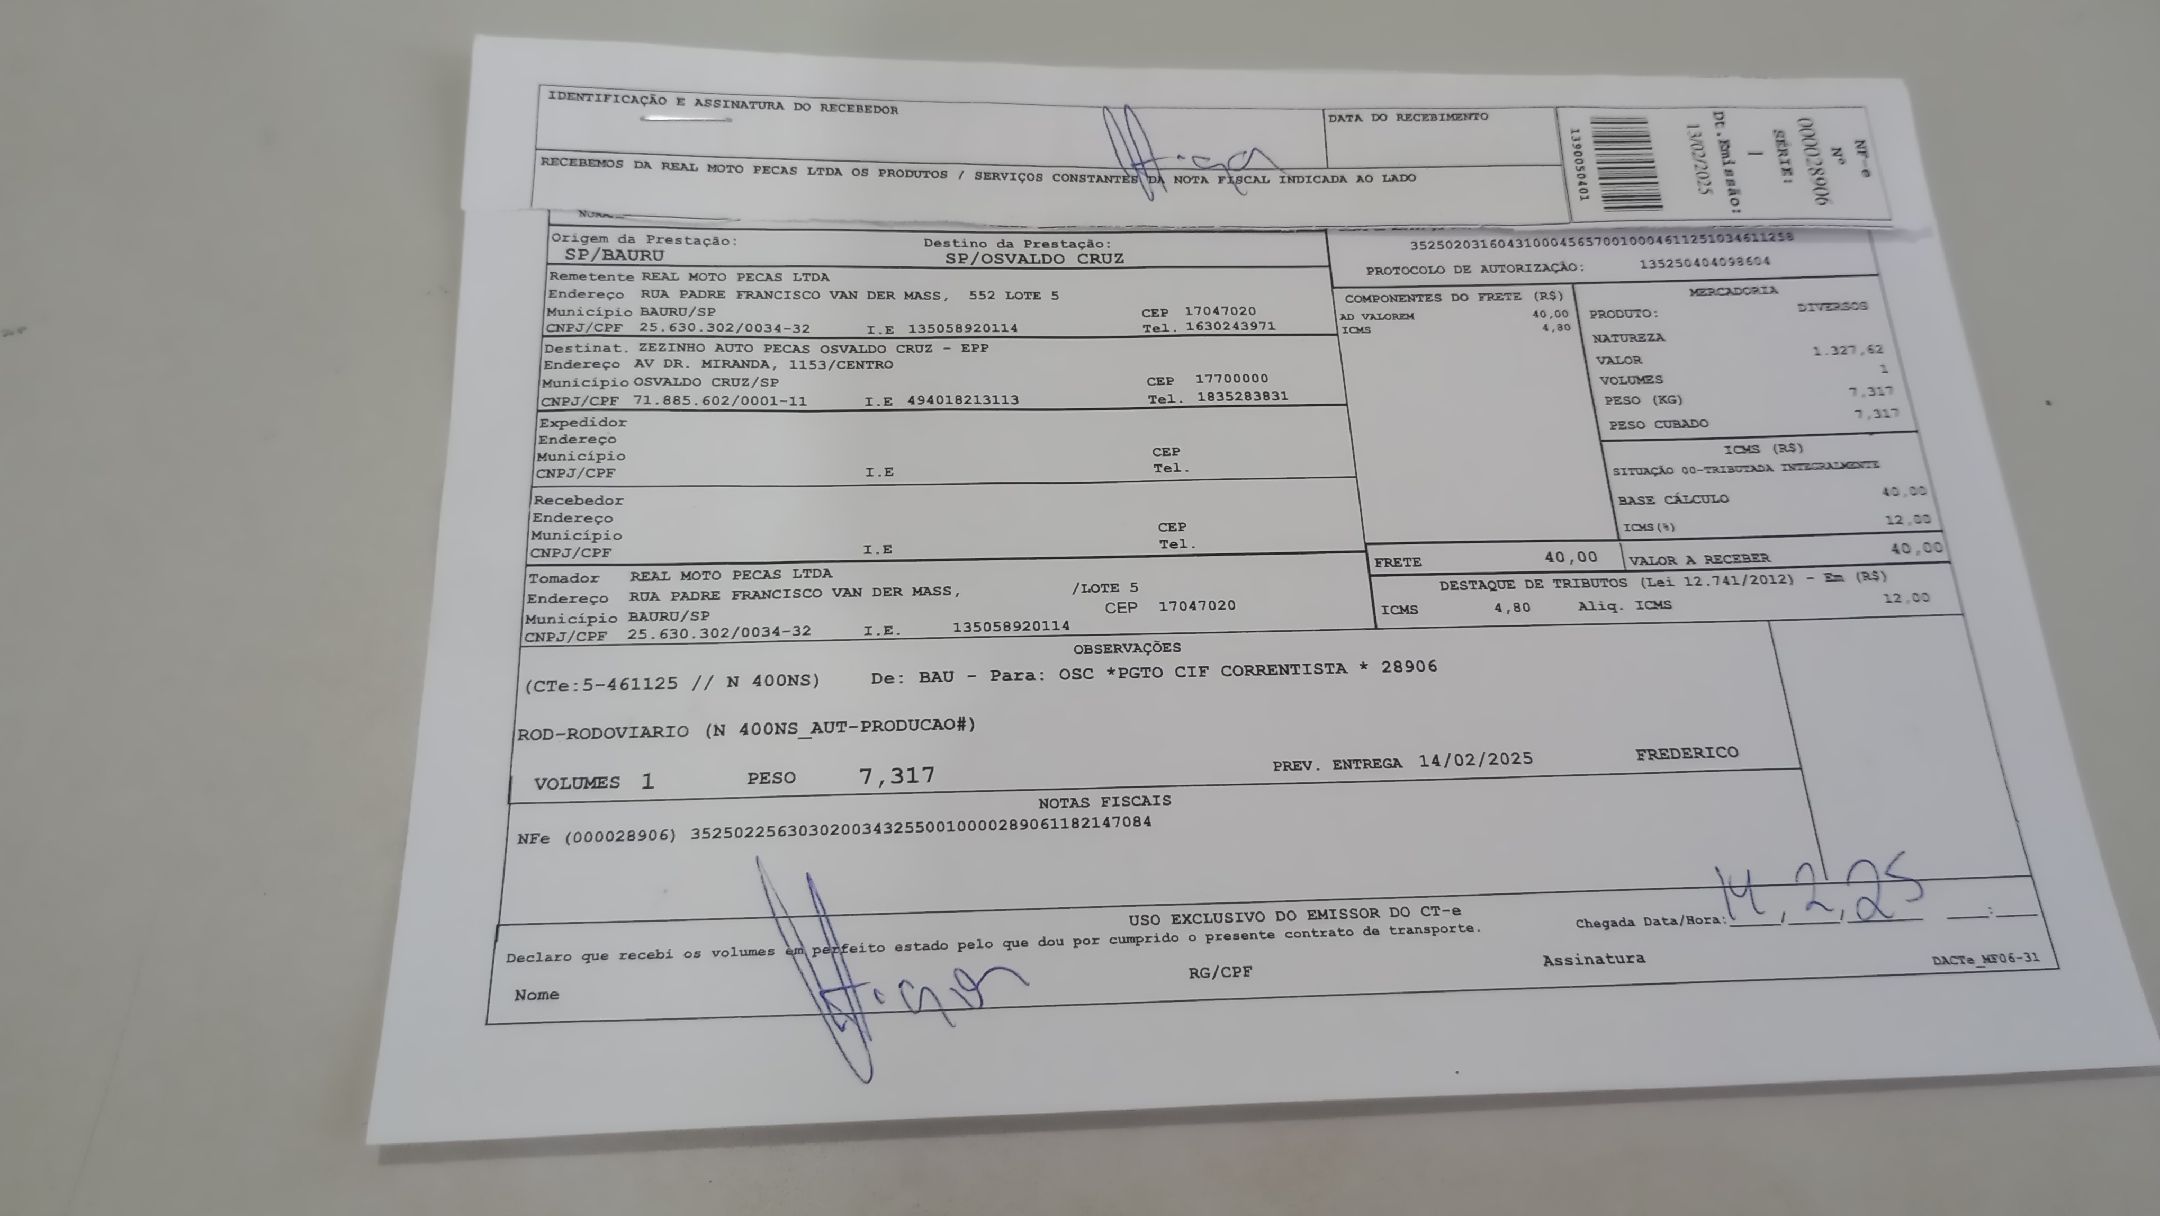 IDENTIFICAÇÃO E ASSINATURA DO RECEBEDOR
DATA DO RECEBIMENTO
RECEBEMOS DA REAL MOTO PECAS LTDA OS PRODUTOS / SERVIÇOS CONSTANTES DA NOTA FISCAL INDICADA AO LADO
1390050401
NF-e
Nº
000028906
SÉRIE:
1
Dt.Emissão:
13/02/2025
Origem da Prestação: Destino da Prestação:
SP/BAURU SP/OSVALDO CRUZ
Remetente REAL MOTO PECAS LTDA
Endereço RUA PADRE FRANCISCO VAN DER MASS, 552 LOTE 5
Município BAURU/SP CEP 17047020
CNPJ/CPF 25.630.302/0034-32 I.E 135058920114 Tel. 1630243971
Destinat. ZEZINHO AUTO PECAS OSVALDO CRUZ - EPP
Endereço AV DR. MIRANDA, 1153/CENTRO
Município OSVALDO CRUZ/SP CEP 17700000
CNPJ/CPF 71.885.602/0001-11 I.E 494018213113 Tel. 1835283831
Expedidor
Endereço
Município CEP
CNPJ/CPF I.E Tel.
Recebedor
Endereço
Município CEP
CNPJ/CPF I.E Tel.
Tomador REAL MOTO PECAS LTDA
Endereço RUA PADRE FRANCISCO VAN DER MASS, /LOTE 5
Município BAURU/SP CEP 17047020
CNPJ/CPF 25.630.302/0034-32 I.E. 135058920114
35250203160431000456570010004611251034611258
PROTOCOLO DE AUTORIZAÇÃO: 135250404098604
COMPONENTES DO FRETE (R$)
AD VALOREM 40,00
ICMS 4,80
MERCADORIA
PRODUTO: DIVERSOS
NATUREZA
VALOR 1.327,62
VOLUMES 1
PESO (KG) 7,317
PESO CUBADO 7,317
ICMS (R$)
SITUAÇÃO 00-TRIBUTADA INTEGRALMENTE
BASE CÁLCULO 40,00
ICMS(%) 12,00
FRETE 40,00 VALOR A RECEBER 40,00
DESTAQUE DE TRIBUTOS (Lei 12.741/2012) - Em (R$)
ICMS 4,80 Aliq. ICMS 12,00
OBSERVAÇÕES
(CTe:5-461125 // N 400NS) De: BAU - Para: OSC *PGTO CIF CORRENTISTA * 28906
ROD-RODOVIARIO (N 400NS_AUT-PRODUCAO#)
VOLUMES 1 PESO 7,317 PREV. ENTREGA 14/02/2025 FREDERICO
NOTAS FISCAIS
NFe (000028906) 35250225630302003432550010000289061182147084
USO EXCLUSIVO DO EMISSOR DO CT-e
Declaro que recebi os volumes em perfeito estado pelo que dou por cumprido o presente contrato de transporte.
Chegada Data/Hora: 14/2/25 __:__
Nome RG/CPF Assinatura
DACTe_MF06-31